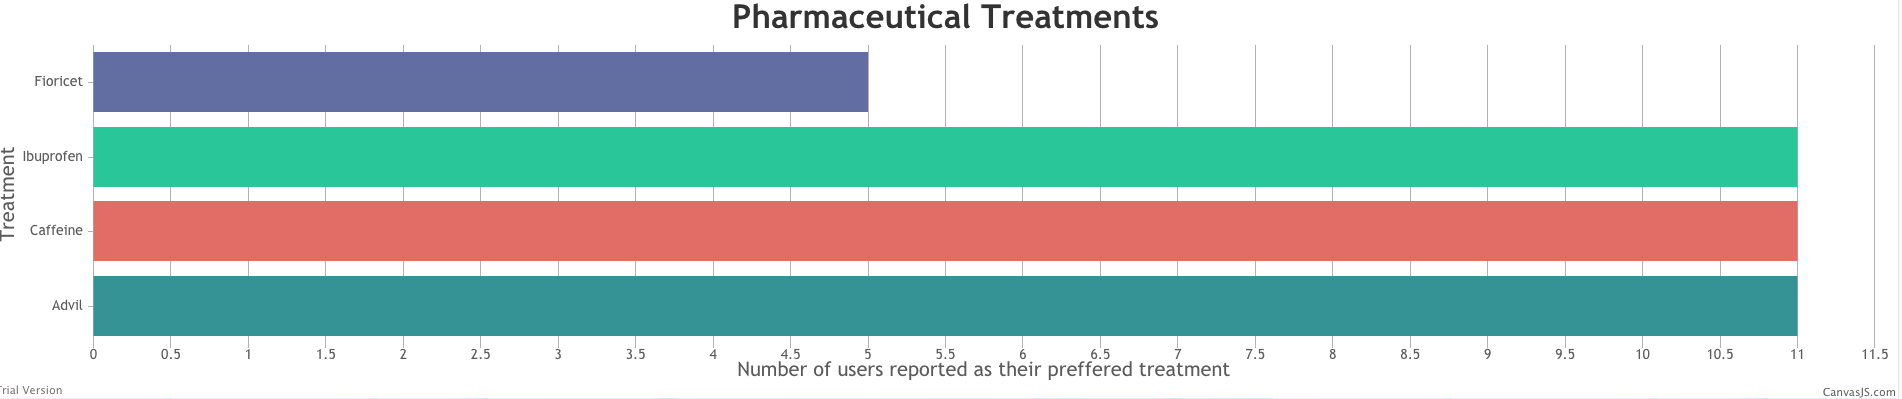 Pharmaceutical Treatments
Treatment
Fioricet
Ibuprofen
Caffeine
Advil
0 0.5 1 1.5 2 2.5 3 3.5 4 4.5 5 5.5 6 6.5 7 7.5 8 8.5 9 9.5 10 10.5 11 11.5
Number of users reported as their preffered treatment
Trial Version
CanvasJS.com